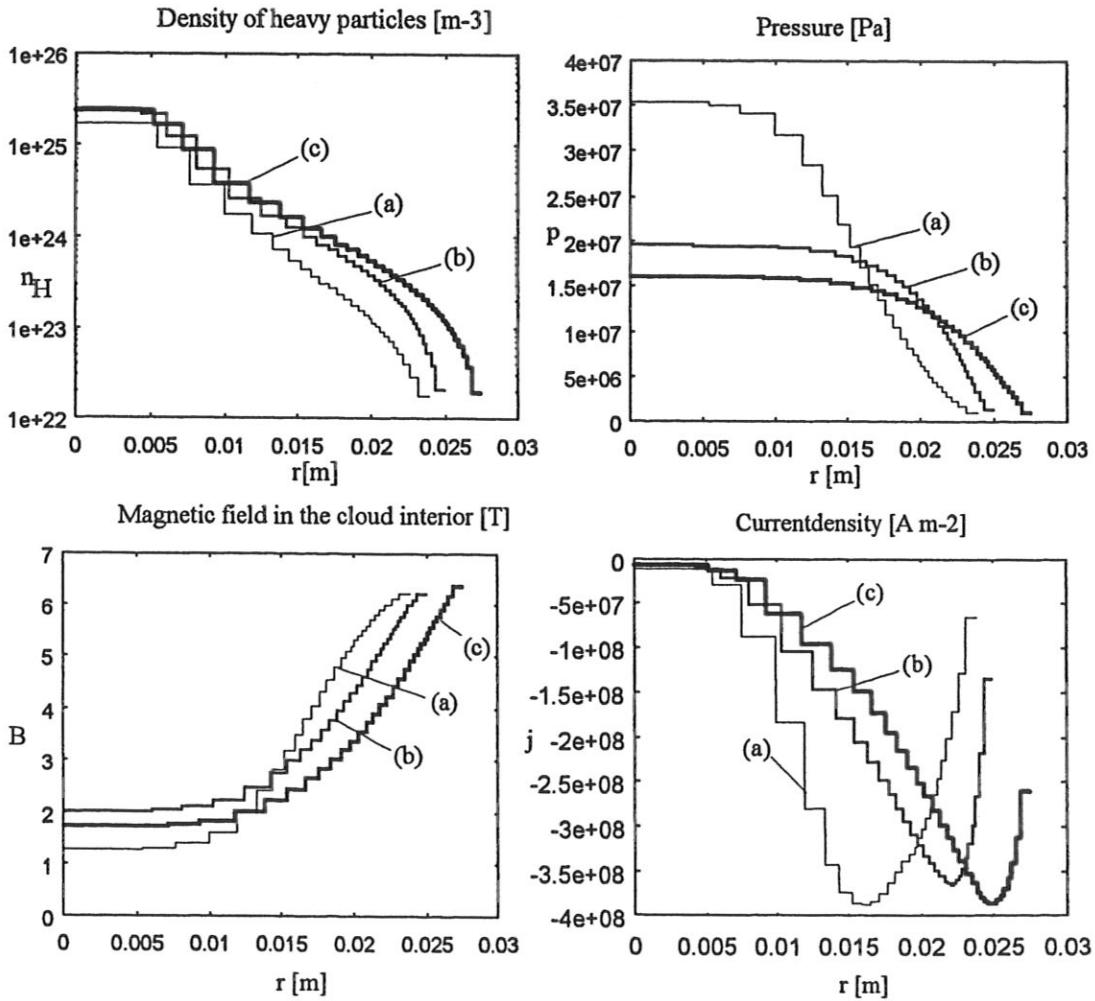 Density of heavy particles [m-3]
1e+26
1e+25
1e+24
1e+23
1e+22
n_H
(c)
(a)
(b)
0 0.005 0.01 0.015 0.02 0.025 0.03
r[m]
Pressure [Pa]
4e+07
3.5e+07
3e+07
2.5e+07
2e+07
1.5e+07
1e+07
5e+06
0
p
(a)
(b)
(c)
0 0.005 0.01 0.015 0.02 0.025 0.03
r [m]
Magnetic field in the cloud interior [T]
7
6
5
4
3
2
1
0
B
(c)
(a)
(b)
0 0.005 0.01 0.015 0.02 0.025 0.03
r [m]
Currentdensity [A m-2]
0
-5e+07
-1e+08
-1.5e+08
-2e+08
-2.5e+08
-3e+08
-3.5e+08
-4e+08
j
(c)
(b)
(a)
0 0.005 0.01 0.015 0.02 0.025 0.03
r [m]